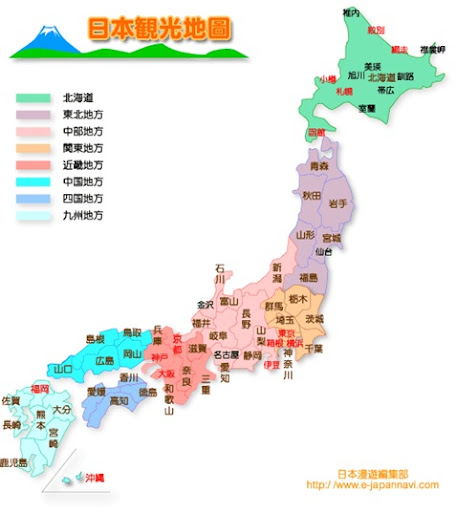 日本観光地圖
北海道
東北地方
中部地方
関東地方
近畿地方
中国地方
四国地方
九州地方
稚内
紋別
網走
襟裳岬
美瑛
旭川
北海道
釧路
小樽
札幌
帯広
室蘭
函館
青森
秋田
岩手
山形
宮城
仙台
福島
新潟
石川
金沢
富山
福井
長野
岐阜
山梨
名古屋
愛知
静岡
群馬
栃木
埼玉
茨城
東京
箱根
横浜
千葉
神奈川
伊豆
兵庫
京都
滋賀
神戸
大阪
奈良
三重
和歌山
島根
鳥取
広島
岡山
山口
香川
愛媛
徳島
高知
福岡
佐賀
大分
長崎
熊本
宮崎
鹿児島
沖縄
日本漫遊編集部
http://www.e-japannavi.com/